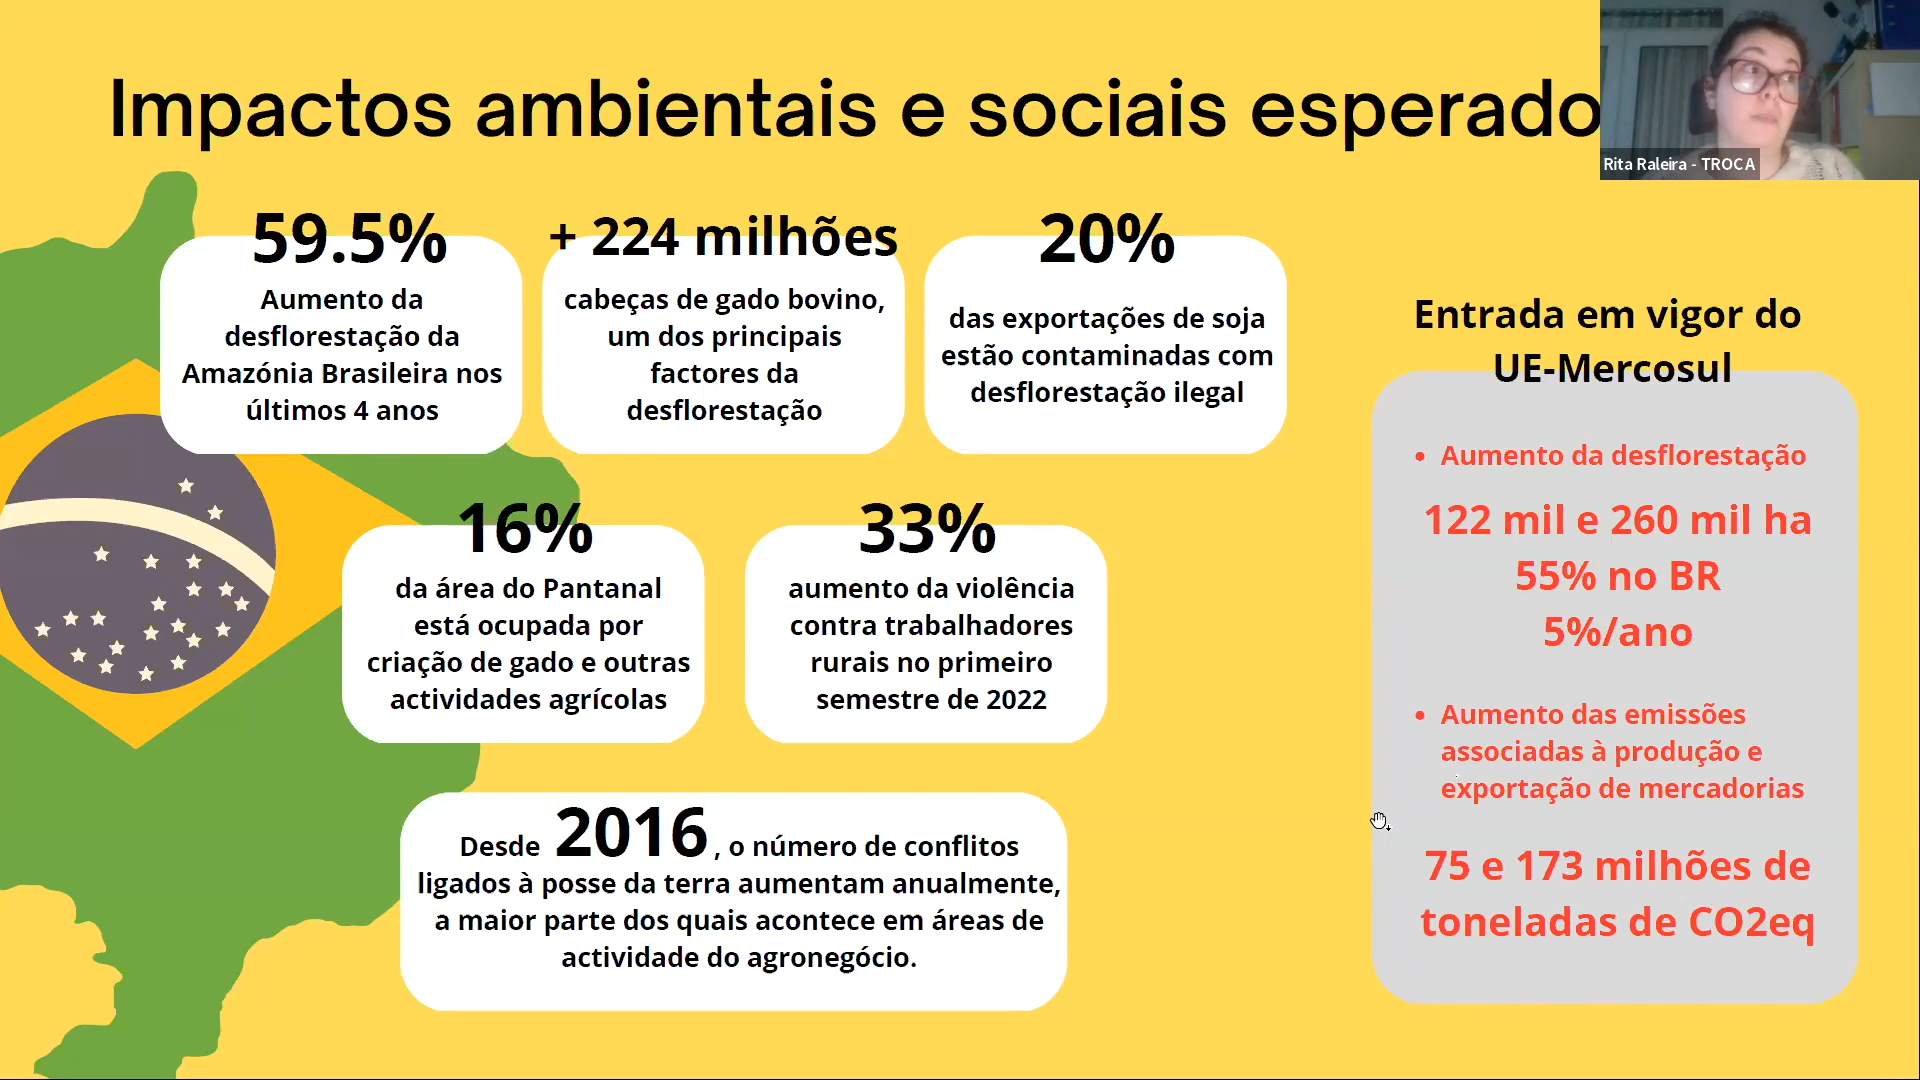 Impactos ambientais e sociais esperado
Rita Raleira - TROCA
59.5%
Aumento da
desflorestação da
Amazónia Brasileira nos
últimos 4 anos
+ 224 milhões
cabeças de gado bovino,
um dos principais
factores da
desflorestação
20%
das exportações de soja
estão contaminadas com
desflorestação ilegal
16%
da área do Pantanal
está ocupada por
criação de gado e outras
actividades agrícolas
33%
aumento da violência
contra trabalhadores
rurais no primeiro
semestre de 2022
Desde 2016, o número de conflitos
ligados à posse da terra aumentam anualmente,
a maior parte dos quais acontece em áreas de
actividade do agronegócio.
Entrada em vigor do
UE-Mercosul
• Aumento da desflorestação
122 mil e 260 mil ha
55% no BR
5%/ano
• Aumento das emissões
associadas à produção e
exportação de mercadorias
75 e 173 milhões de
toneladas de CO2eq